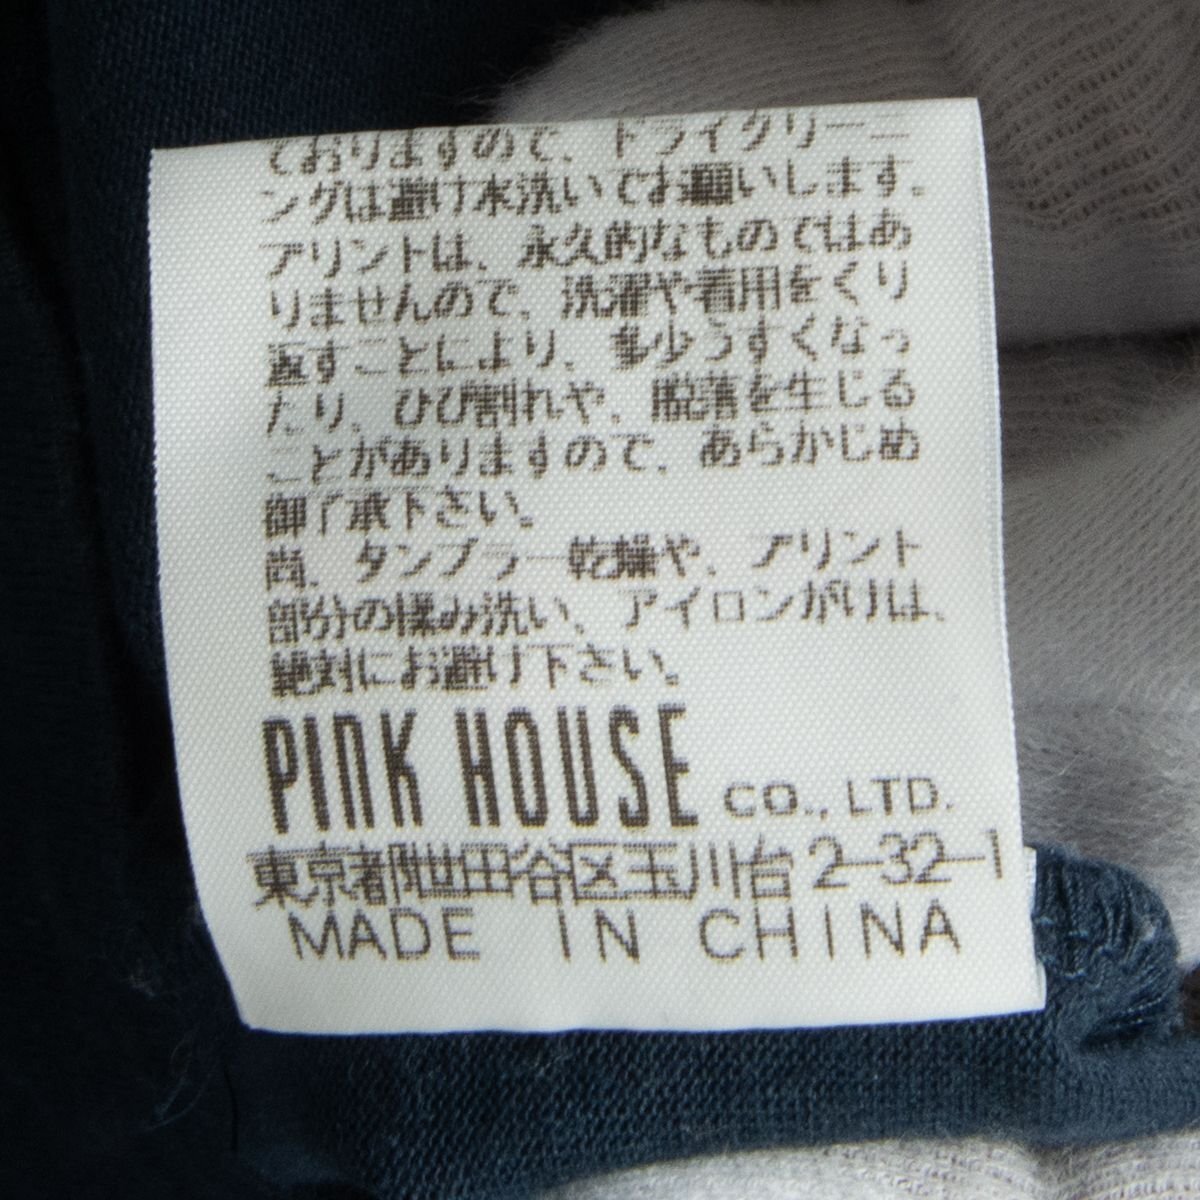 ておりますので、ドライクリーニ
ングは避け水洗いでお願いします。
プリントは、永久的なものではあ
りませんので、洗濯や着用をくり
返すことにより、多少うすくなっ
たり、ひび割れや、脱落を生じる
ことがありますので、あらかじめ
御了承下さい。
尚、タンブラー乾燥や、プリント
部分の揉み洗い、アイロンがけは、
絶対にお避け下さい。
PINK HOUSE CO., LTD.
東京都世田谷区玉川台2-32-1
MADE IN CHINA